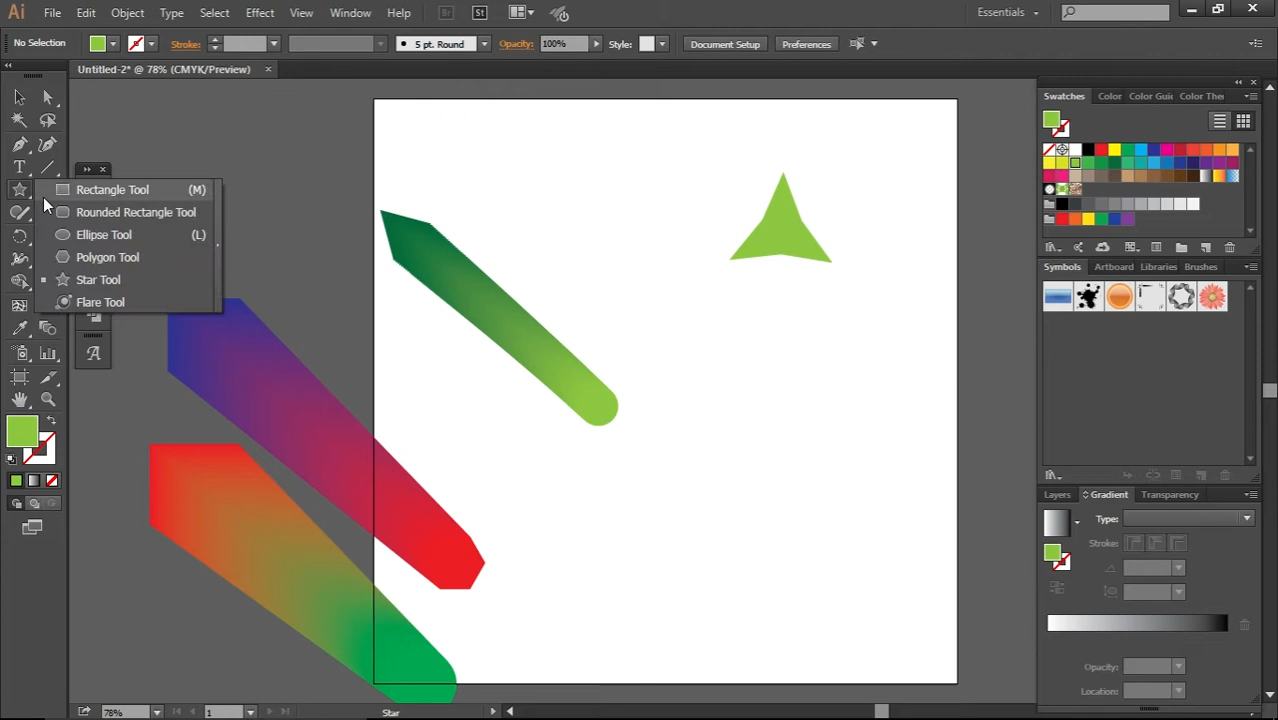 Ai File Edit Object Type Select Effect View Window Help Br St Essentials
No Selection Stroke: 5 pt. Round Opacity: 100% Style: Document Setup Preferences
Untitled-2* @ 78% (CMYK/Preview)
Swatches Color Color Guid Color The
Rectangle Tool (M)
Rounded Rectangle Tool
Ellipse Tool (L)
Polygon Tool
Star Tool
Flare Tool
Symbols Artboard Libraries Brushes
Layers Gradient Transparency
Type:
Stroke:
Opacity:
Location:
78% 1 Star